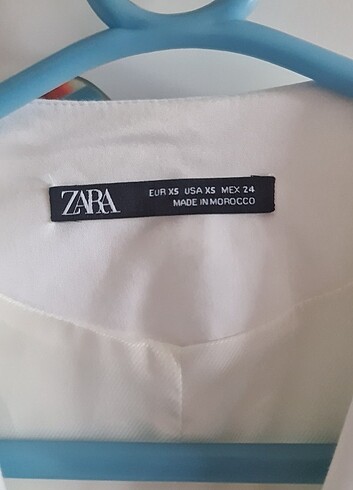 ZARA
EUR XS USA XS MEX 24
MADE IN MOROCCO